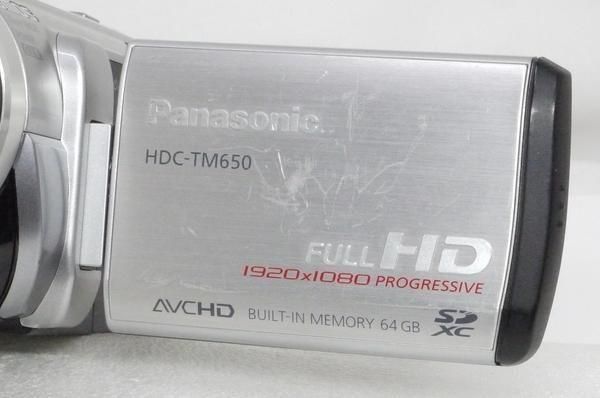 Panasonic
HDC-TM650
FULL HD
1920x1080 PROGRESSIVE
AVCHD BUILT-IN MEMORY 64 GB SD XC